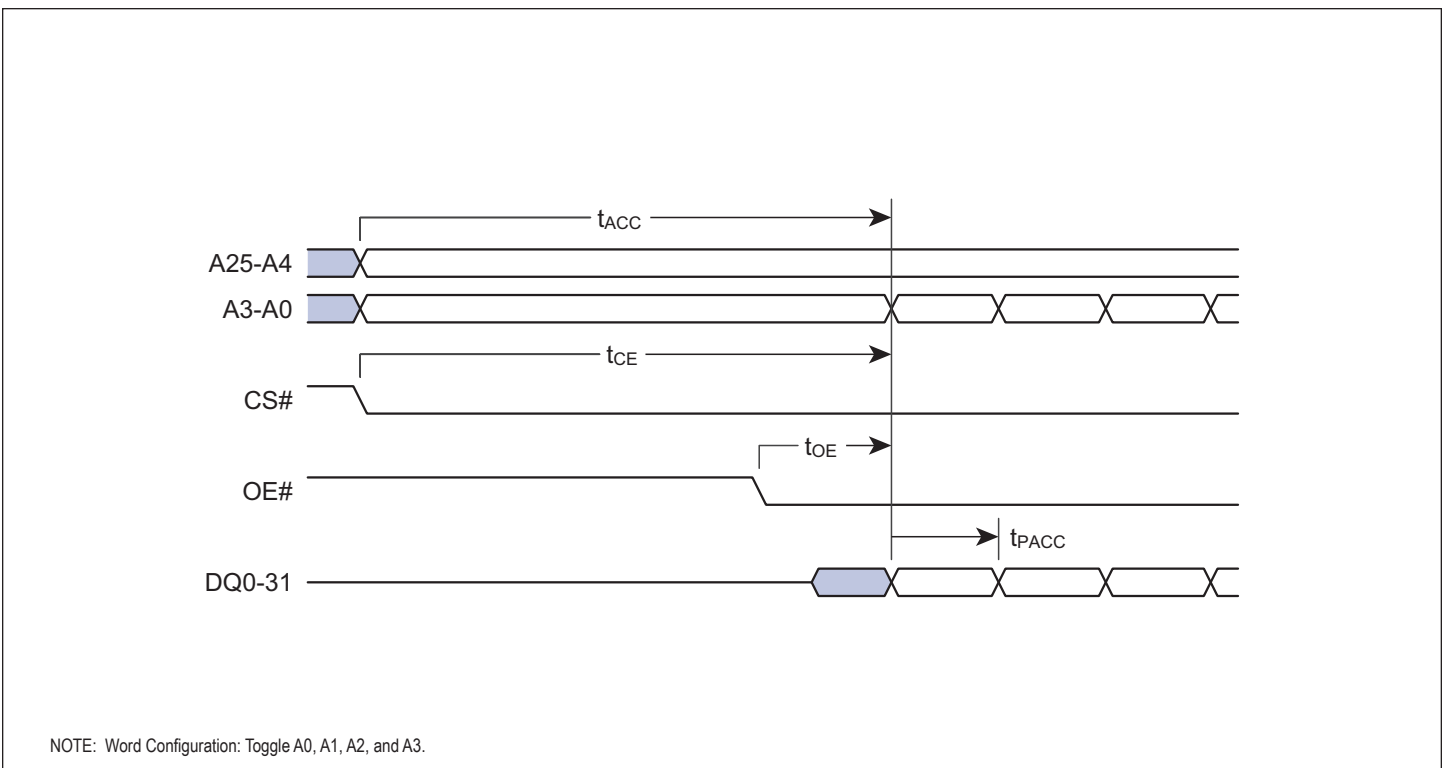 tACC
A25-A4
A3-A0
tCE
CS#
tOE
OE#
tPACC
DQ0-31
NOTE: Word Configuration: Toggle A0, A1, A2, and A3.